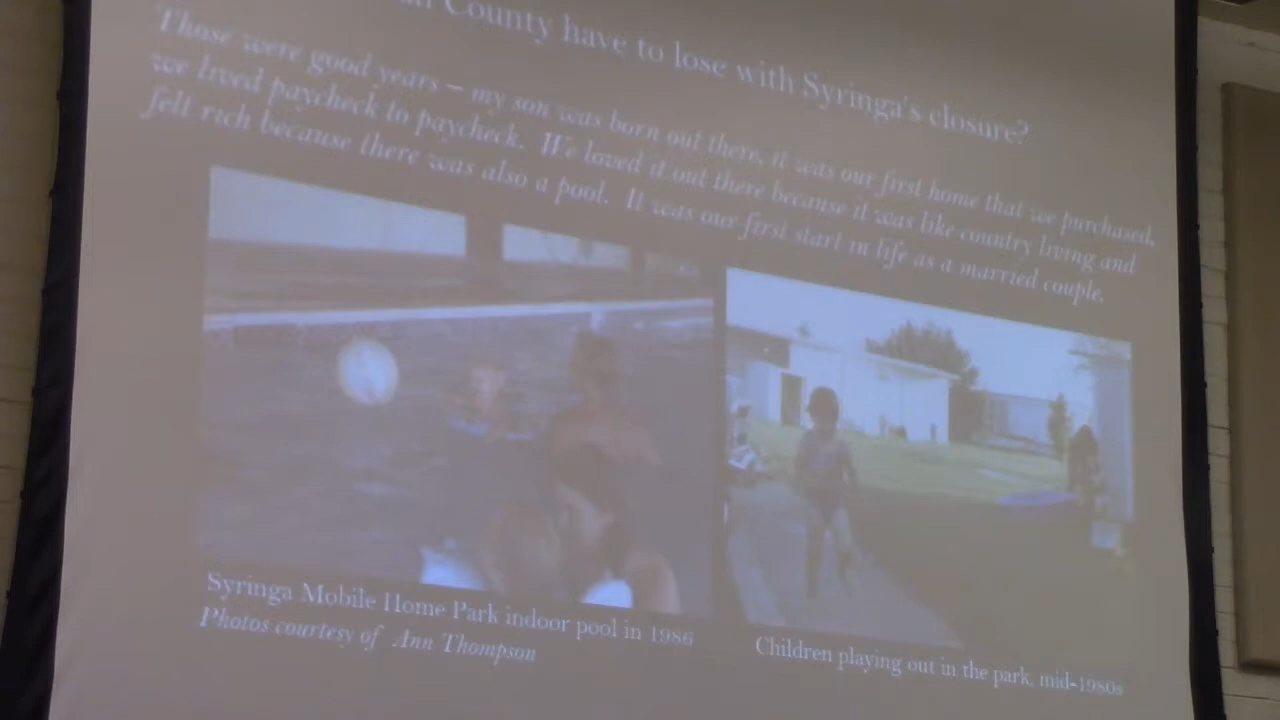 County have to lose with Syringa's closure?
Those were good years – my son was born out there, it was our first home that we purchased,
we lived paycheck to paycheck. We loved it out there because it was like country living and
felt rich because there was also a pool. It was our first start in life as a married couple.
Syringa Mobile Home Park indoor pool in 1986
Photos courtesy of Ann Thompson
Children playing out in the park, mid-1980s